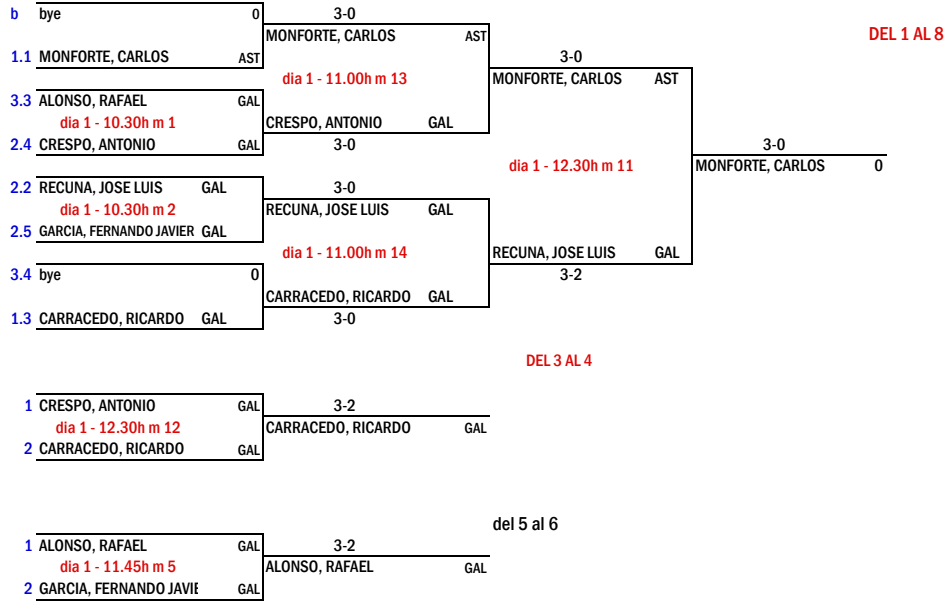 b bye 0 3-0
MONFORTE, CARLOS AST
DEL 1 AL 8
1.1 MONFORTE, CARLOS AST 3-0
dia 1 - 11.00h m 13 MONFORTE, CARLOS AST
3.3 ALONSO, RAFAEL GAL
dia 1 - 10.30h m 1 CRESPO, ANTONIO GAL
2.4 CRESPO, ANTONIO GAL 3-0 3-0
dia 1 - 12.30h m 11 MONFORTE, CARLOS 0
2.2 RECUNA, JOSE LUIS GAL 3-0
dia 1 - 10.30h m 2 RECUNA, JOSE LUIS GAL
2.5 GARCIA, FERNANDO JAVIER GAL
dia 1 - 11.00h m 14 RECUNA, JOSE LUIS GAL
3.4 bye 0 3-2
CARRACEDO, RICARDO GAL
1.3 CARRACEDO, RICARDO GAL 3-0
DEL 3 AL 4
1 CRESPO, ANTONIO GAL 3-2
dia 1 - 12.30h m 12 CARRACEDO, RICARDO GAL
2 CARRACEDO, RICARDO GAL
del 5 al 6
1 ALONSO, RAFAEL GAL 3-2
dia 1 - 11.45h m 5 ALONSO, RAFAEL GAL
2 GARCIA, FERNANDO JAVIE GAL